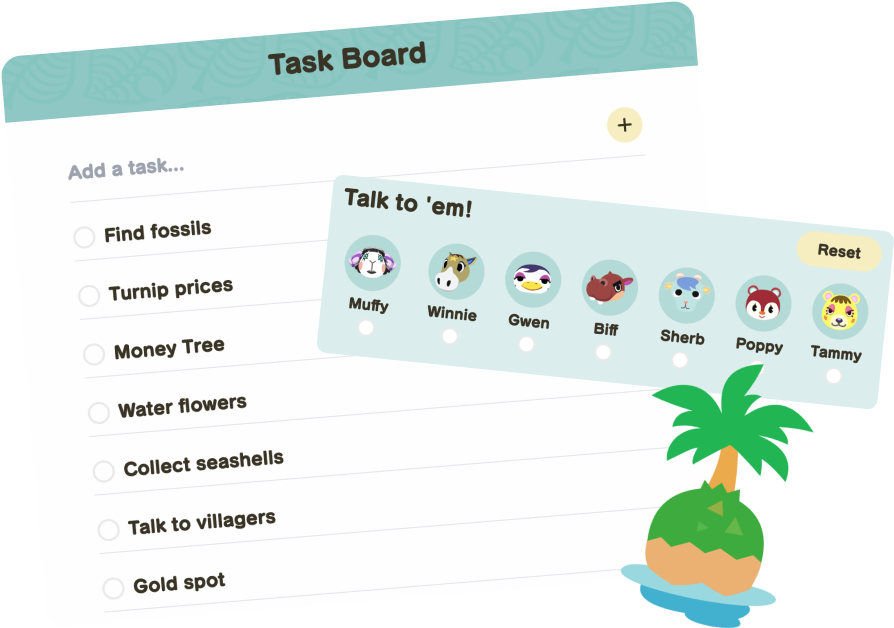 Task Board
+
Add a task...
Find fossils
Turnip prices
Money Tree
Water flowers
Collect seashells
Talk to villagers
Gold spot
Talk to 'em!
Reset
Muffy
Winnie
Gwen
Biff
Sherb
Poppy
Tammy